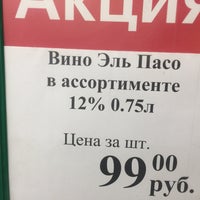 АКЦИЯ
Вино Эль Пасо
в ассортименте
12% 0.75л
Цена за шт.
99 00
руб.